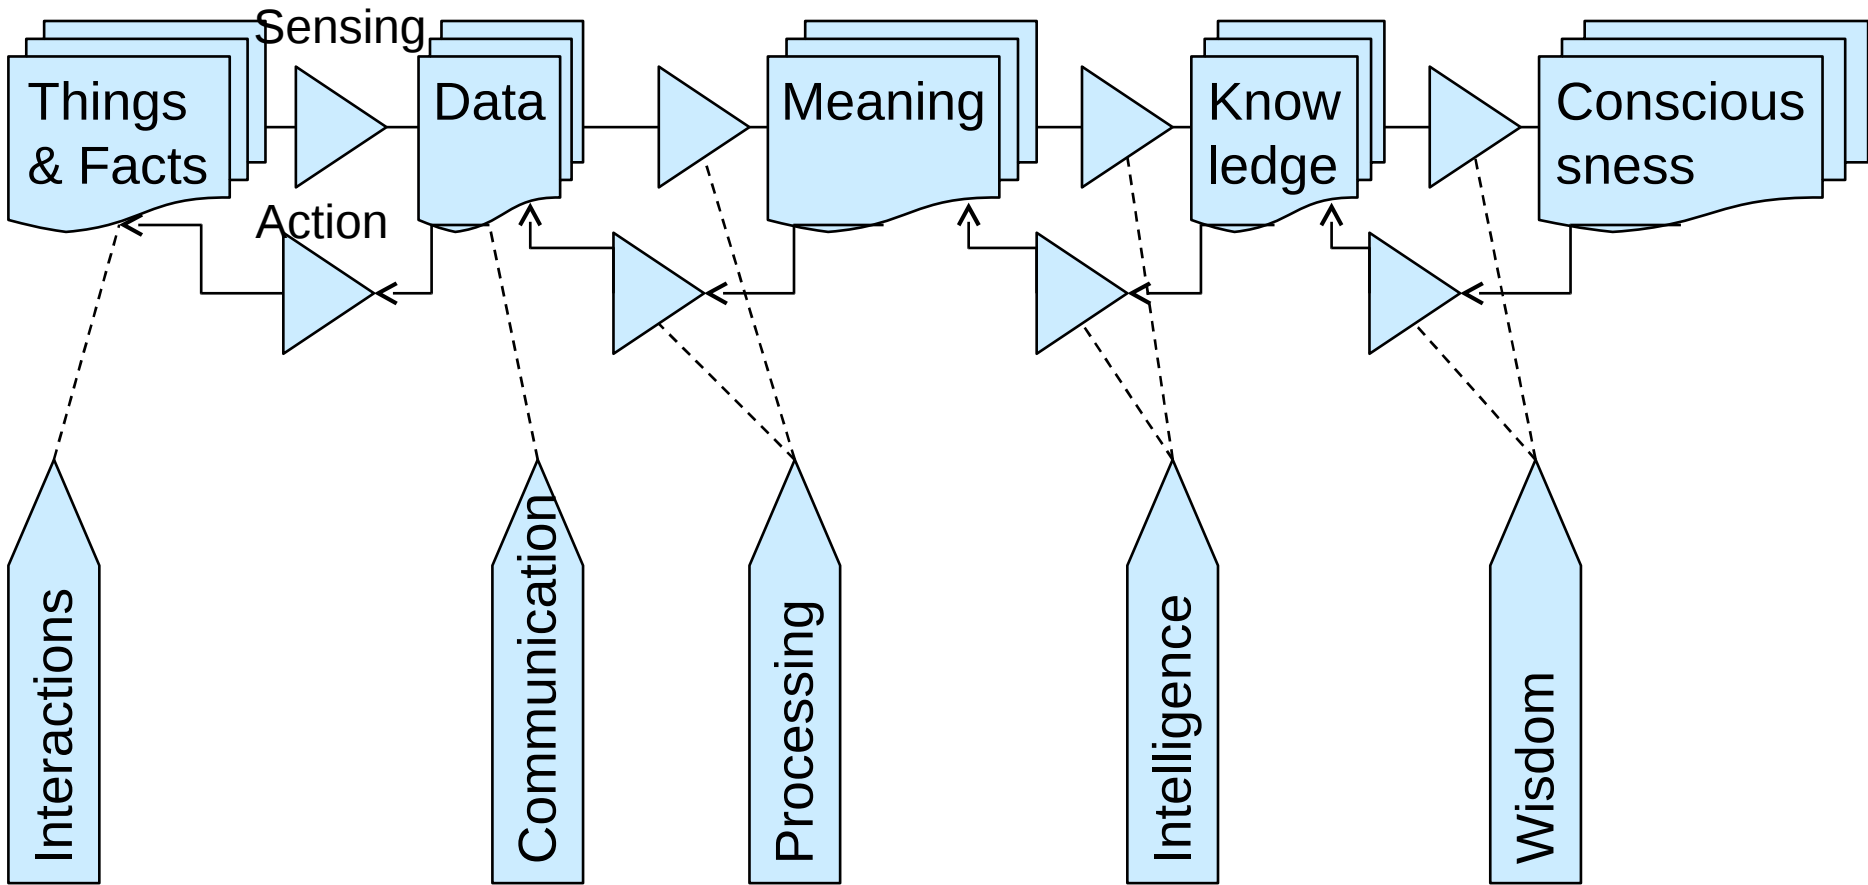 Sensing
Things
& Facts
Data
Meaning
Know
ledge
Conscious
sness
Action
Interactions
Communication
Processing
Intelligence
Wisdom